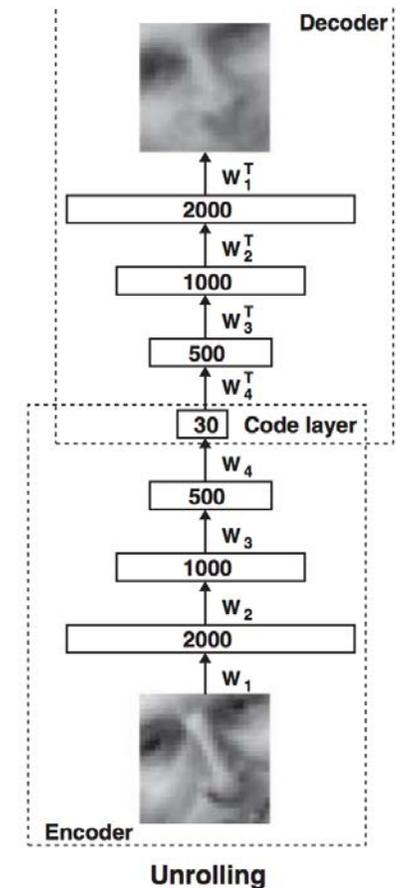 Decoder
W₁ᵀ
2000
W₂ᵀ
1000
W₃ᵀ
500
W₄ᵀ
30 Code layer
W₄
500
W₃
1000
W₂
2000
W₁
Encoder
Unrolling